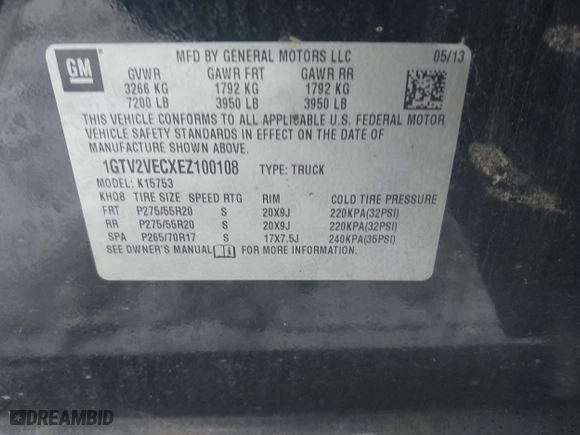 GM
MFD BY GENERAL MOTORS LLC 05/13
GVWR GAWR FRT GAWR RR
3266 KG 1792 KG 1792 KG
7200 LB 3950 LB 3950 LB
THIS VEHICLE CONFORMS TO ALL APPLICABLE U.S. FEDERAL MOTOR
VEHICLE SAFETY STANDARDS IN EFFECT ON THE DATE OF
MANUFACTURE SHOWN ABOVE.
1GTV2VECXEZ100108 TYPE: TRUCK
MODEL: K15753
KHQ8 TIRE SIZE SPEED RTG RIM COLD TIRE PRESSURE
FRT P275/55R20 S 20X9J 220KPA(32PSI)
RR P275/55R20 S 20X9J 220KPA(32PSI)
SPA P265/70R17 S 17X7.5J 240KPA(35PSI)
SEE OWNER'S MANUAL FOR MORE INFORMATION.
DREAMBID